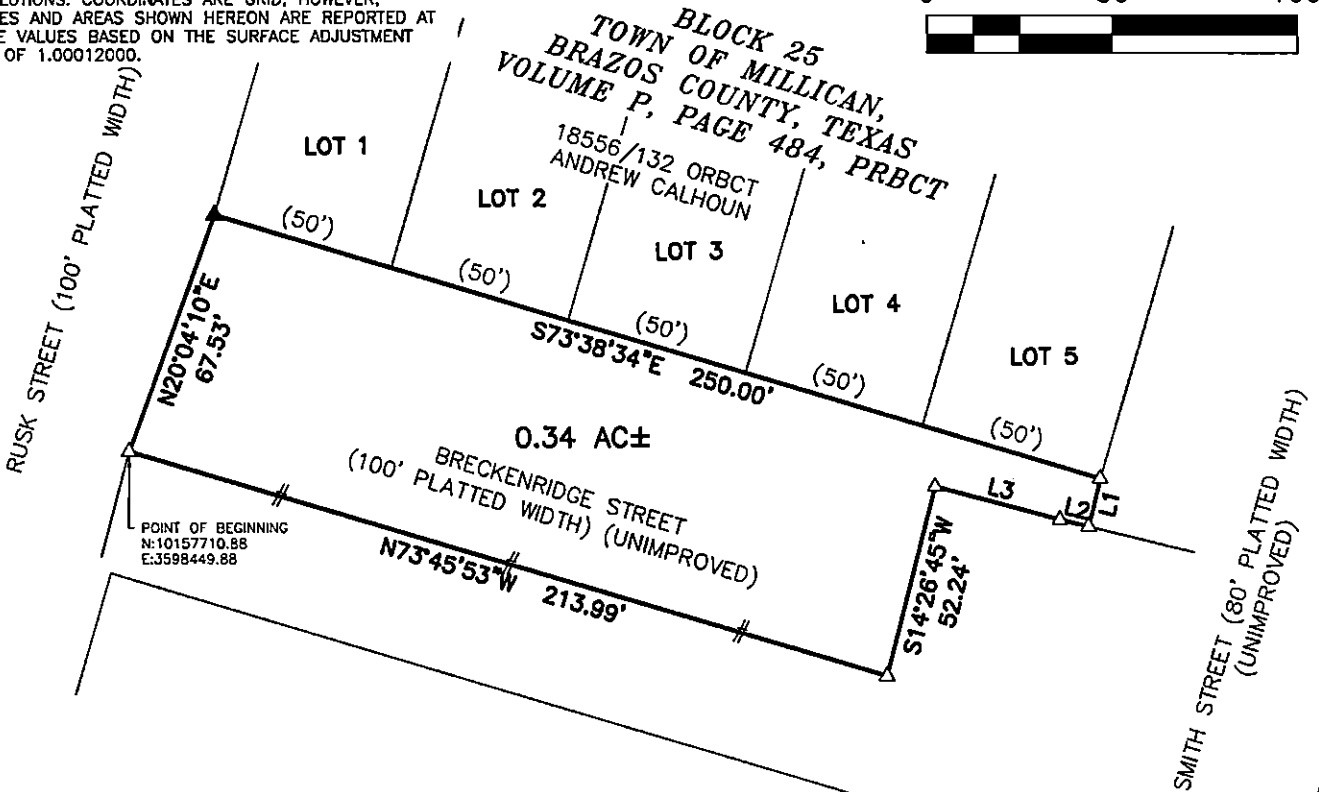 COORDINATES ARE GRID, HOWEVER,
AND AREAS SHOWN HEREON ARE REPORTED AT
VALUES BASED ON THE SURFACE ADJUSTMENT
OF 1.00012000.
BLOCK 25
TOWN OF MILLICAN,
BRAZOS COUNTY, TEXAS
VOLUME P, PAGE 484, PRBCT
18556/132 ORBCT
ANDREW CALHOUN
RUSK STREET (100' PLATTED WIDTH)
LOT 1
LOT 2
LOT 3
LOT 4
LOT 5
(50')
(50')
(50')
(50')
(50')
S73°38'34"E 250.00'
N20°04'10"E
67.53'
0.34 AC±
BRECKENRIDGE STREET
(100' PLATTED WIDTH) (UNIMPROVED)
L3
L2
L1
POINT OF BEGINNING
N:10157710.88
E:3598449.88
N73°45'53"W 213.99'
S14°26'45"W
52.24'
SMITH STREET (80' PLATTED WIDTH)
(UNIMPROVED)